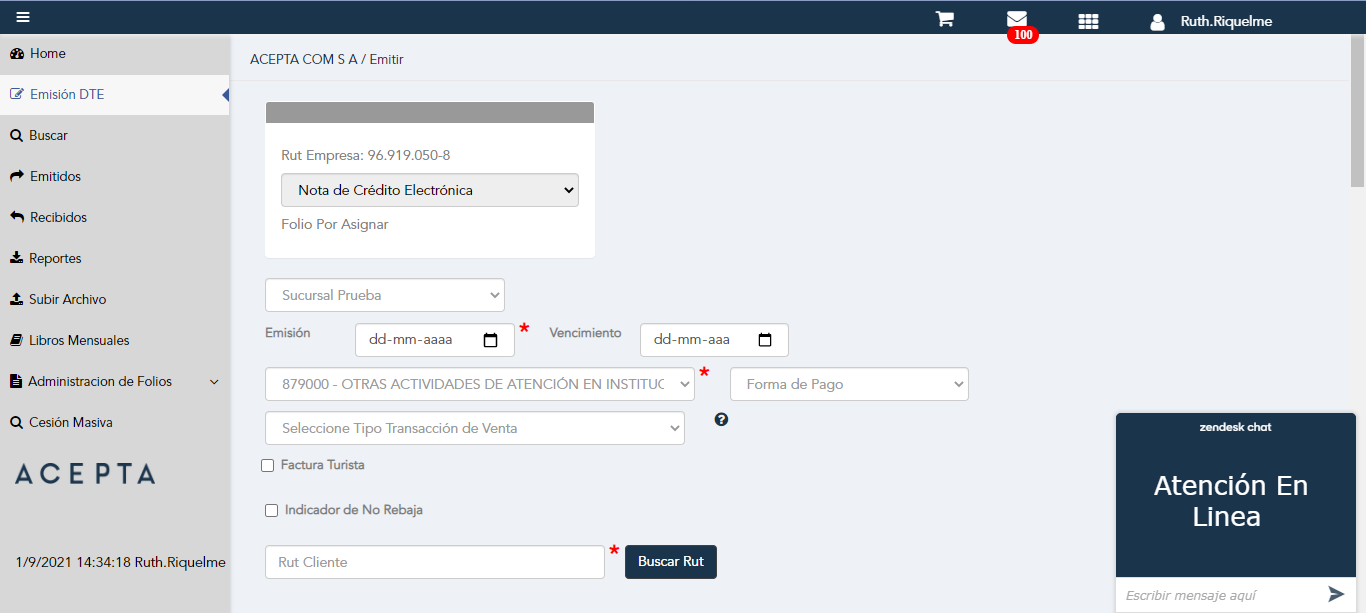 100
Ruth.Riquelme
Home
Emisión DTE
Buscar
Emitidos
Recibidos
Reportes
Subir Archivo
Libros Mensuales
Administracion de Folios
Cesión Masiva
ACEPTA
1/9/2021 14:34:18 Ruth.Riquelme
ACEPTA COM S A / Emitir
Rut Empresa: 96.919.050-8
Nota de Crédito Electrónica
Folio Por Asignar
Sucursal Prueba
Emisión dd-mm-aaaa * Vencimiento dd-mm-aaa
879000 - OTRAS ACTIVIDADES DE ATENCIÓN EN INSTITUC * Forma de Pago
Seleccione Tipo Transacción de Venta ?
Factura Turista
Indicador de No Rebaja
Rut Cliente * Buscar Rut
zendesk chat
Atención En
Linea
Escribir mensaje aquí